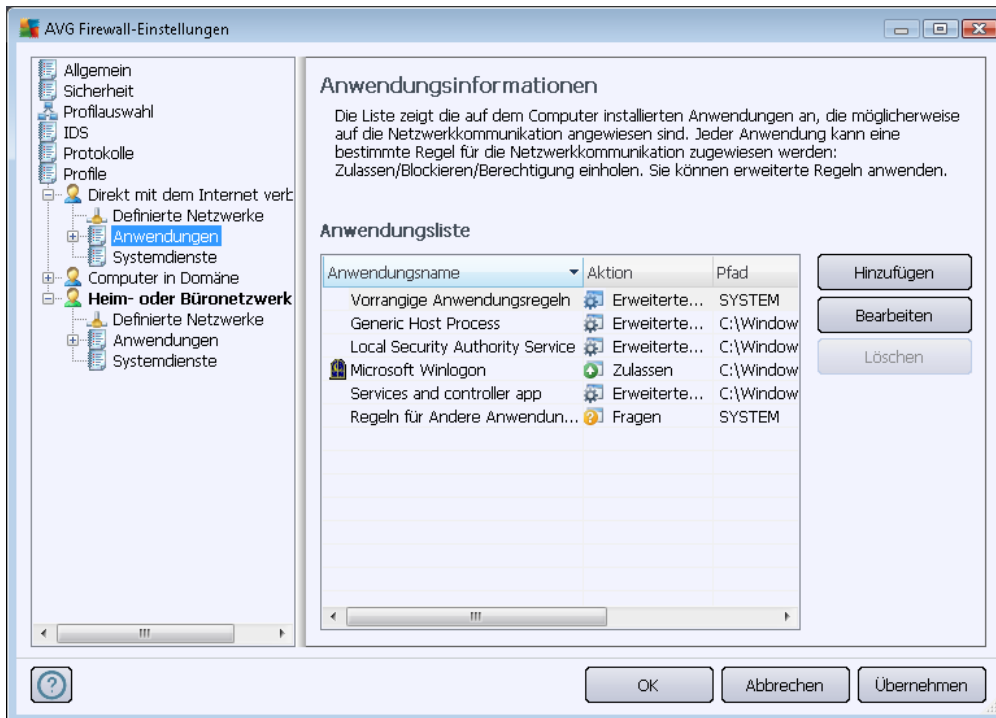 AVG Firewall-Einstellungen
Allgemein
Sicherheit
Profilauswahl
IDS
Protokolle
Profile
Direkt mit dem Internet verb
Definierte Netzwerke
Anwendungen
Systemdienste
Computer in Domäne
Heim- oder Büronetzwerk
Definierte Netzwerke
Anwendungen
Systemdienste
Anwendungsinformationen
Die Liste zeigt die auf dem Computer installierten Anwendungen an, die möglicherweise
auf die Netzwerkkommunikation angewiesen sind. Jeder Anwendung kann eine
bestimmte Regel für die Netzwerkkommunikation zugewiesen werden:
Zulassen/Blockieren/Berechtigung einholen. Sie können erweiterte Regeln anwenden.
Anwendungsliste
Anwendungsname Aktion Pfad
Vorrangige Anwendungsregeln Erweiterte... SYSTEM
Generic Host Process Erweiterte... C:\Window
Local Security Authority Service Erweiterte... C:\Window
Microsoft Winlogon Zulassen C:\Window
Services and controller app Erweiterte... C:\Window
Regeln für Andere Anwendun... Fragen SYSTEM
Hinzufügen
Bearbeiten
Löschen
OK Abbrechen Übernehmen